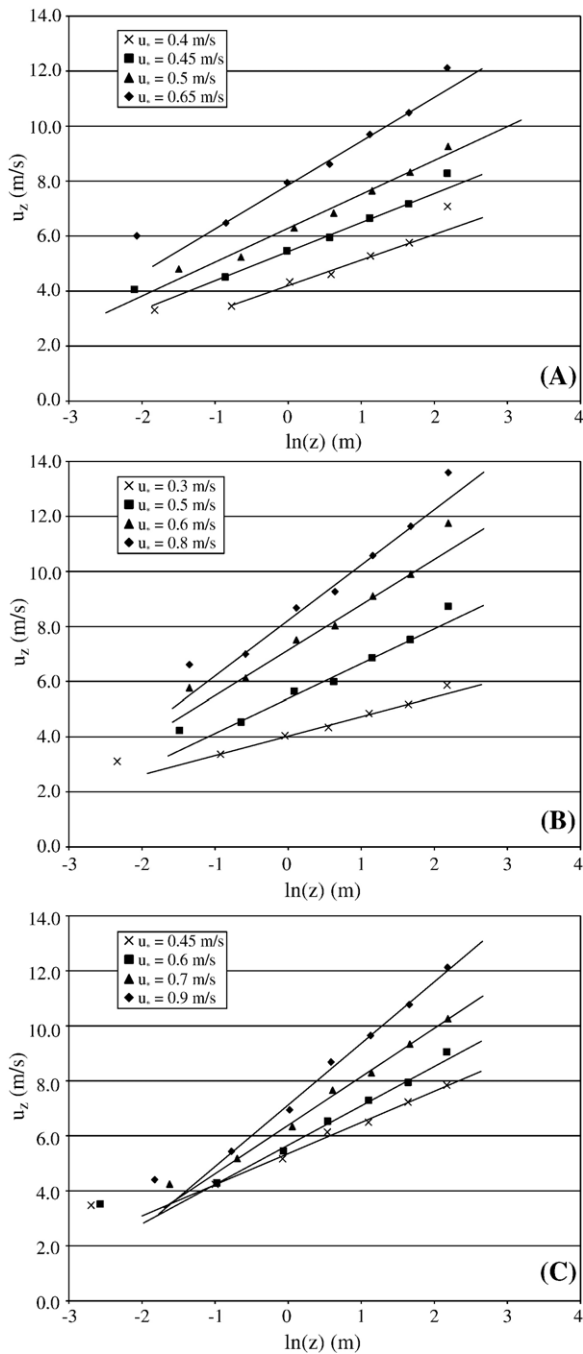 14.0
× u* = 0.4 m/s
■ u* = 0.45 m/s
▲ u* = 0.5 m/s
◆ u* = 0.65 m/s
12.0
10.0
8.0
6.0
4.0
2.0
0.0
uz (m/s)
(A)
-3 -2 -1 0 1 2 3 4
ln(z) (m)
14.0
× u* = 0.3 m/s
■ u* = 0.5 m/s
▲ u* = 0.6 m/s
◆ u* = 0.8 m/s
12.0
10.0
8.0
6.0
4.0
2.0
0.0
uz (m/s)
(B)
-3 -2 -1 0 1 2 3 4
ln(z) (m)
14.0
× u* = 0.45 m/s
■ u* = 0.6 m/s
▲ u* = 0.7 m/s
◆ u* = 0.9 m/s
12.0
10.0
8.0
6.0
4.0
2.0
0.0
uz (m/s)
(C)
-3 -2 -1 0 1 2 3 4
ln(z) (m)